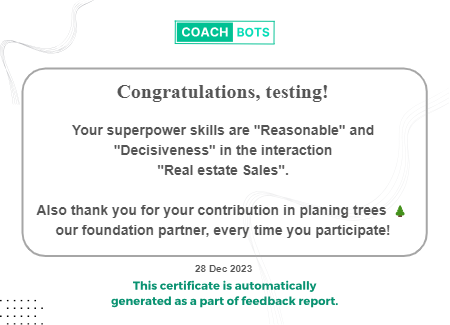 COACH BOTS
Congratulations, testing!
Your superpower skills are "Reasonable" and
"Decisiveness" in the interaction
"Real estate Sales".
Also thank you for your contribution in planing trees 🌲
our foundation partner, every time you participate!
28 Dec 2023
This certificate is automatically
generated as a part of feedback report.